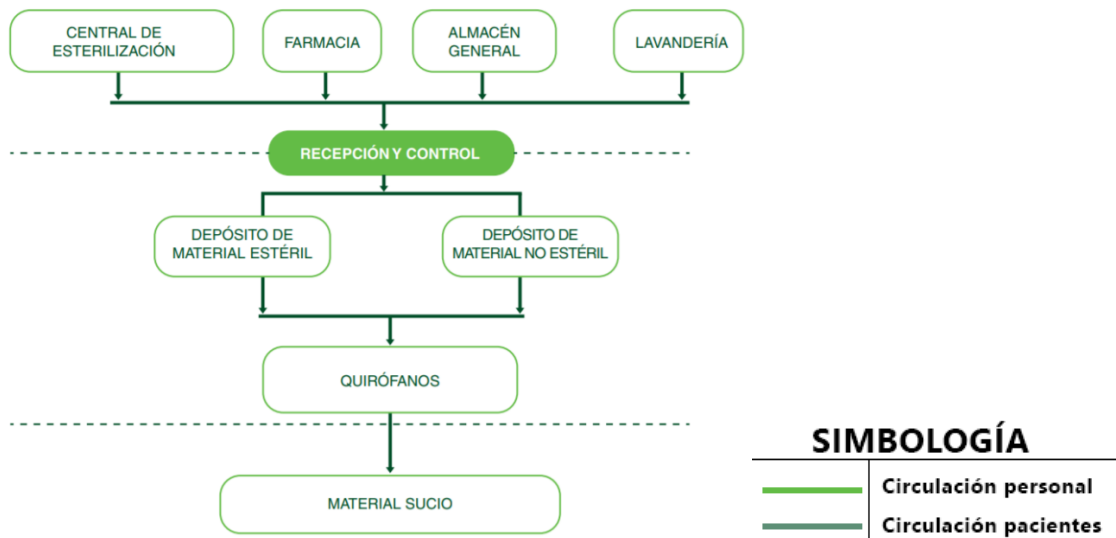 CENTRAL DE
ESTERILIZACIÓN
FARMACIA
ALMACÉN
GENERAL
LAVANDERÍA
RECEPCIÓN Y CONTROL
DEPÓSITO DE
MATERIAL ESTÉRIL
DEPÓSITO DE
MATERIAL NO ESTÉRIL
QUIRÓFANOS
MATERIAL SUCIO
SIMBOLOGÍA
Circulación personal
Circulación pacientes